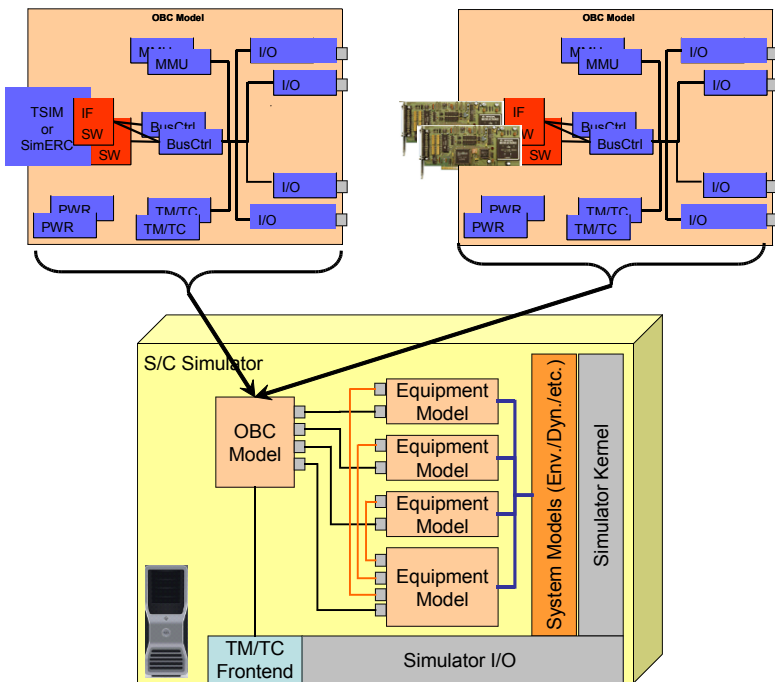 OBC Model
MMU
MMU
I/O
I/O
TSIM
or
SimERC
IF
SW
SW
BusCtrl
BusCtrl
I/O
I/O
PWR
PWR
TM/TC
TM/TC
OBC Model
MMU
MMU
I/O
I/O
IF
SW
SW
BusCtrl
BusCtrl
I/O
I/O
PWR
PWR
TM/TC
TM/TC
S/C Simulator
OBC
Model
Equipment
Model
Equipment
Model
Equipment
Model
Equipment
Model
System Models (Env./Dyn./etc.)
Simulator Kernel
TM/TC
Frontend
Simulator I/O